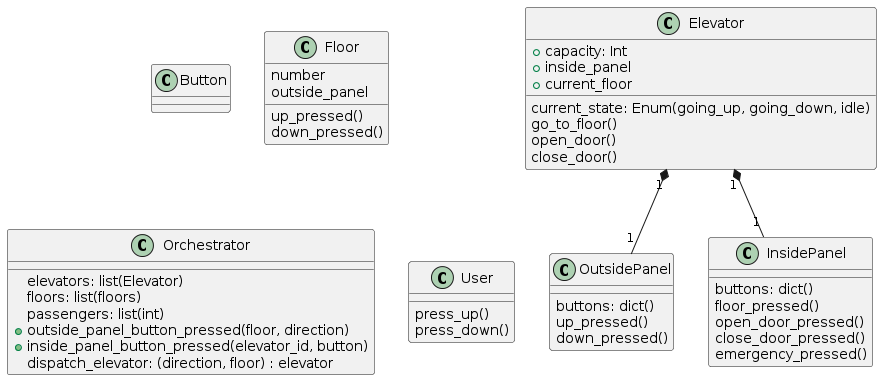 C Button
C Floor
number
outside_panel
up_pressed()
down_pressed()
C Elevator
capacity: Int
inside_panel
current_floor
current_state: Enum(going_up, going_down, idle)
go_to_floor()
open_door()
close_door()
1
1
1
1
C Orchestrator
elevators: list(Elevator)
floors: list(floors)
passengers: list(int)
outside_panel_button_pressed(floor, direction)
inside_panel_button_pressed(elevator_id, button)
dispatch_elevator: (direction, floor) : elevator
C User
press_up()
press_down()
C OutsidePanel
buttons: dict()
up_pressed()
down_pressed()
C InsidePanel
buttons: dict()
floor_pressed()
open_door_pressed()
close_door_pressed()
emergency_pressed()